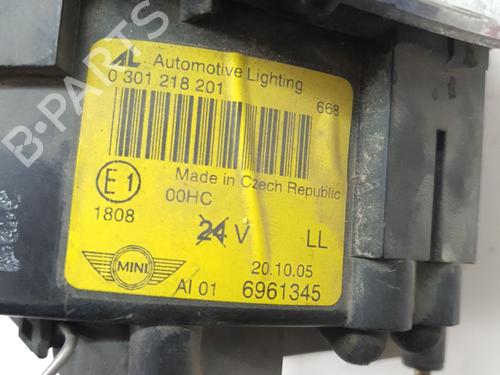 AL Automotive Lighting
0 301 218 201
668
Made in Czech Republic
00HC
E1
1808
24 V
LL
MINI
20.10.05
AI 01 6961345
B-PARTS